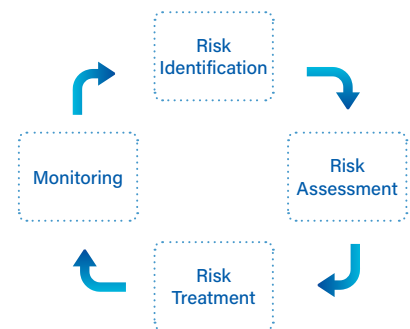 Risk
Identification
Risk
Assessment
Risk
Treatment
Monitoring